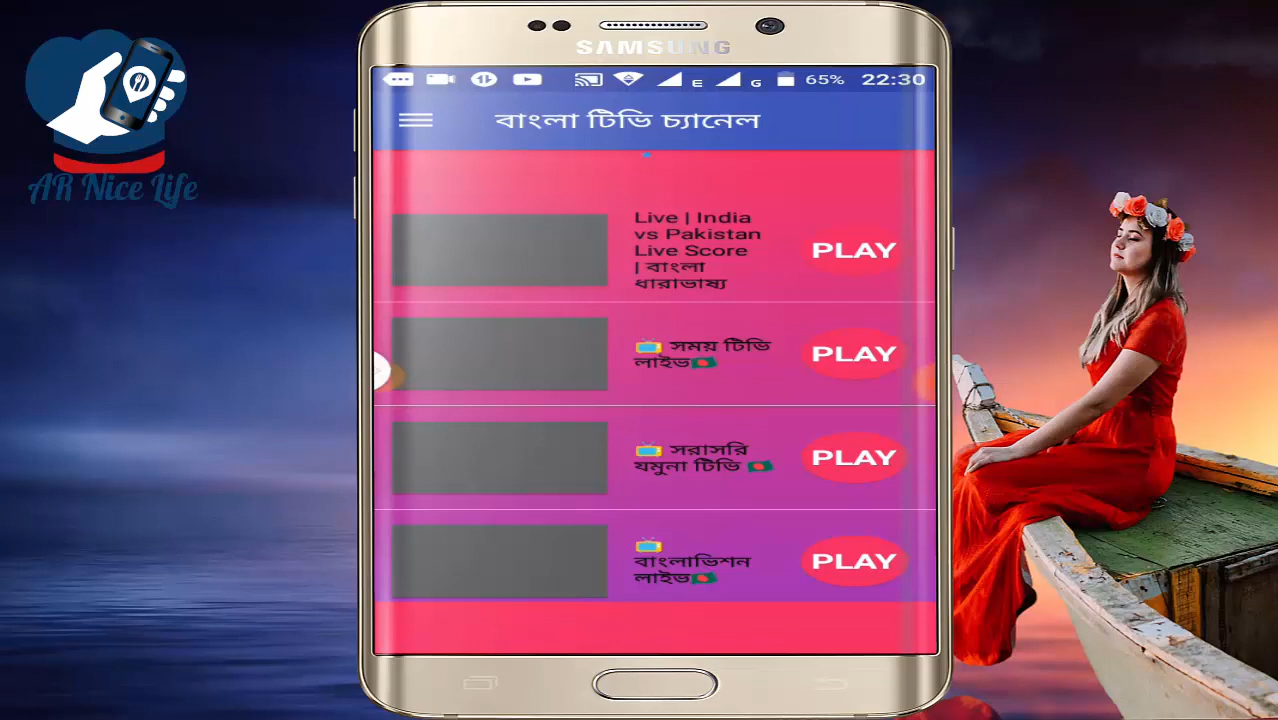 SAMSUNG
E G 65% 22:30
বাংলা টিভি চ্যানেল
AR Nice Life
Live | India
vs Pakistan
Live Score
| বাংলা
ধারাভাষ্য
PLAY
📺 সময় টিভি
লাইভ🇧🇩
PLAY
📺 সরাসরি
যমুনা টিভি 🇧🇩
PLAY
📺
বাংলাভিশন
লাইভ🇧🇩
PLAY